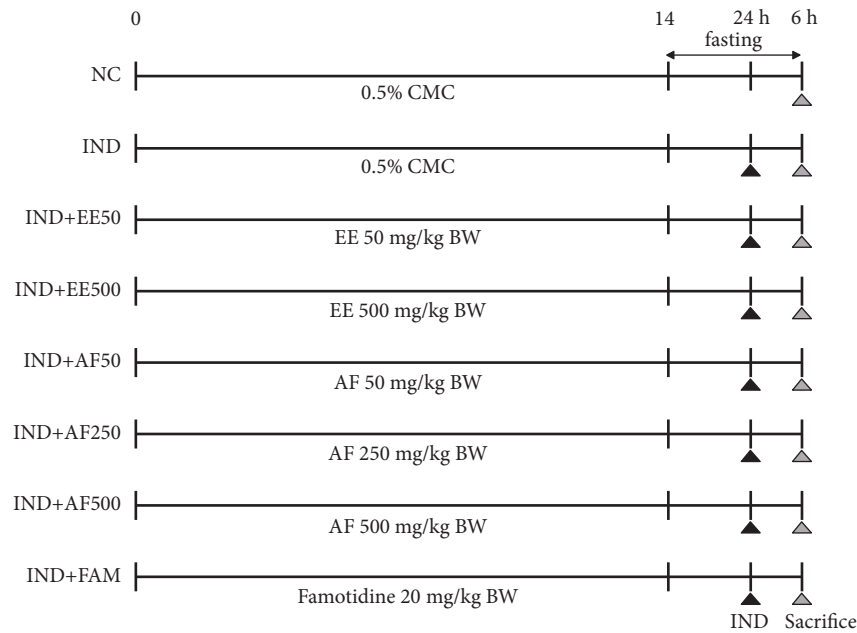 0 14 24 h 6 h
fasting
NC
0.5% CMC
IND
0.5% CMC
IND+EE50
EE 50 mg/kg BW
IND+EE500
EE 500 mg/kg BW
IND+AF50
AF 50 mg/kg BW
IND+AF250
AF 250 mg/kg BW
IND+AF500
AF 500 mg/kg BW
IND+FAM
Famotidine 20 mg/kg BW
IND Sacrifice